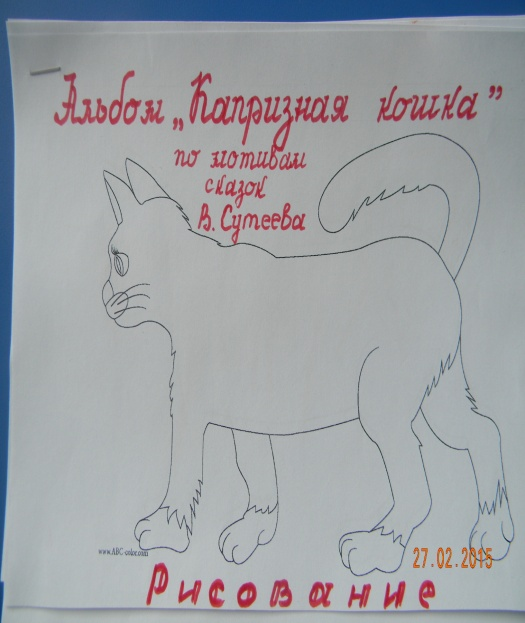 Альбом „Капризная кошка”
по мотивам
сказок
В. Сутеева
www.ABC-color.com
27.02.2015
Рисование